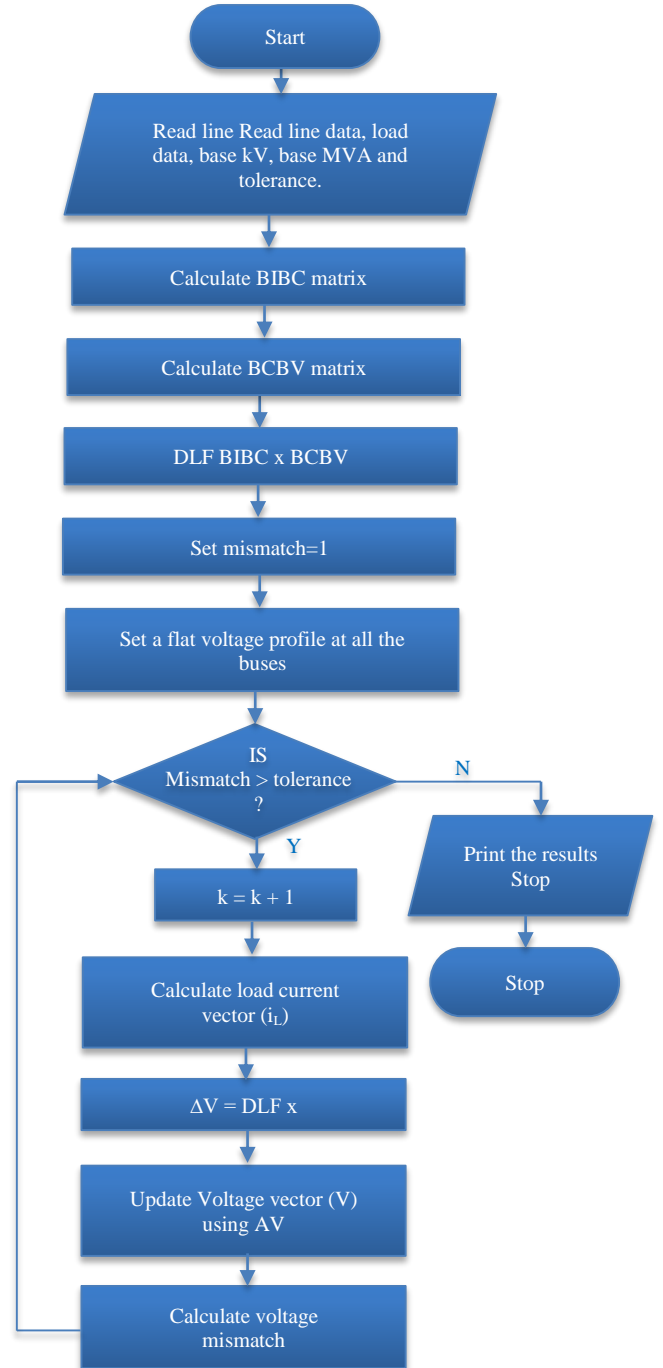 Start
Read line Read line data, load
data, base kV, base MVA and
tolerance.
Calculate BIBC matrix
Calculate BCBV matrix
DLF BIBC x BCBV
Set mismatch=1
Set a flat voltage profile at all the
buses
IS
Mismatch > tolerance
?
N
Y
Print the results
Stop
k = k + 1
Stop
Calculate load current
vector (iL)
ΔV = DLF x
Update Voltage vector (V)
using AV
Calculate voltage
mismatch